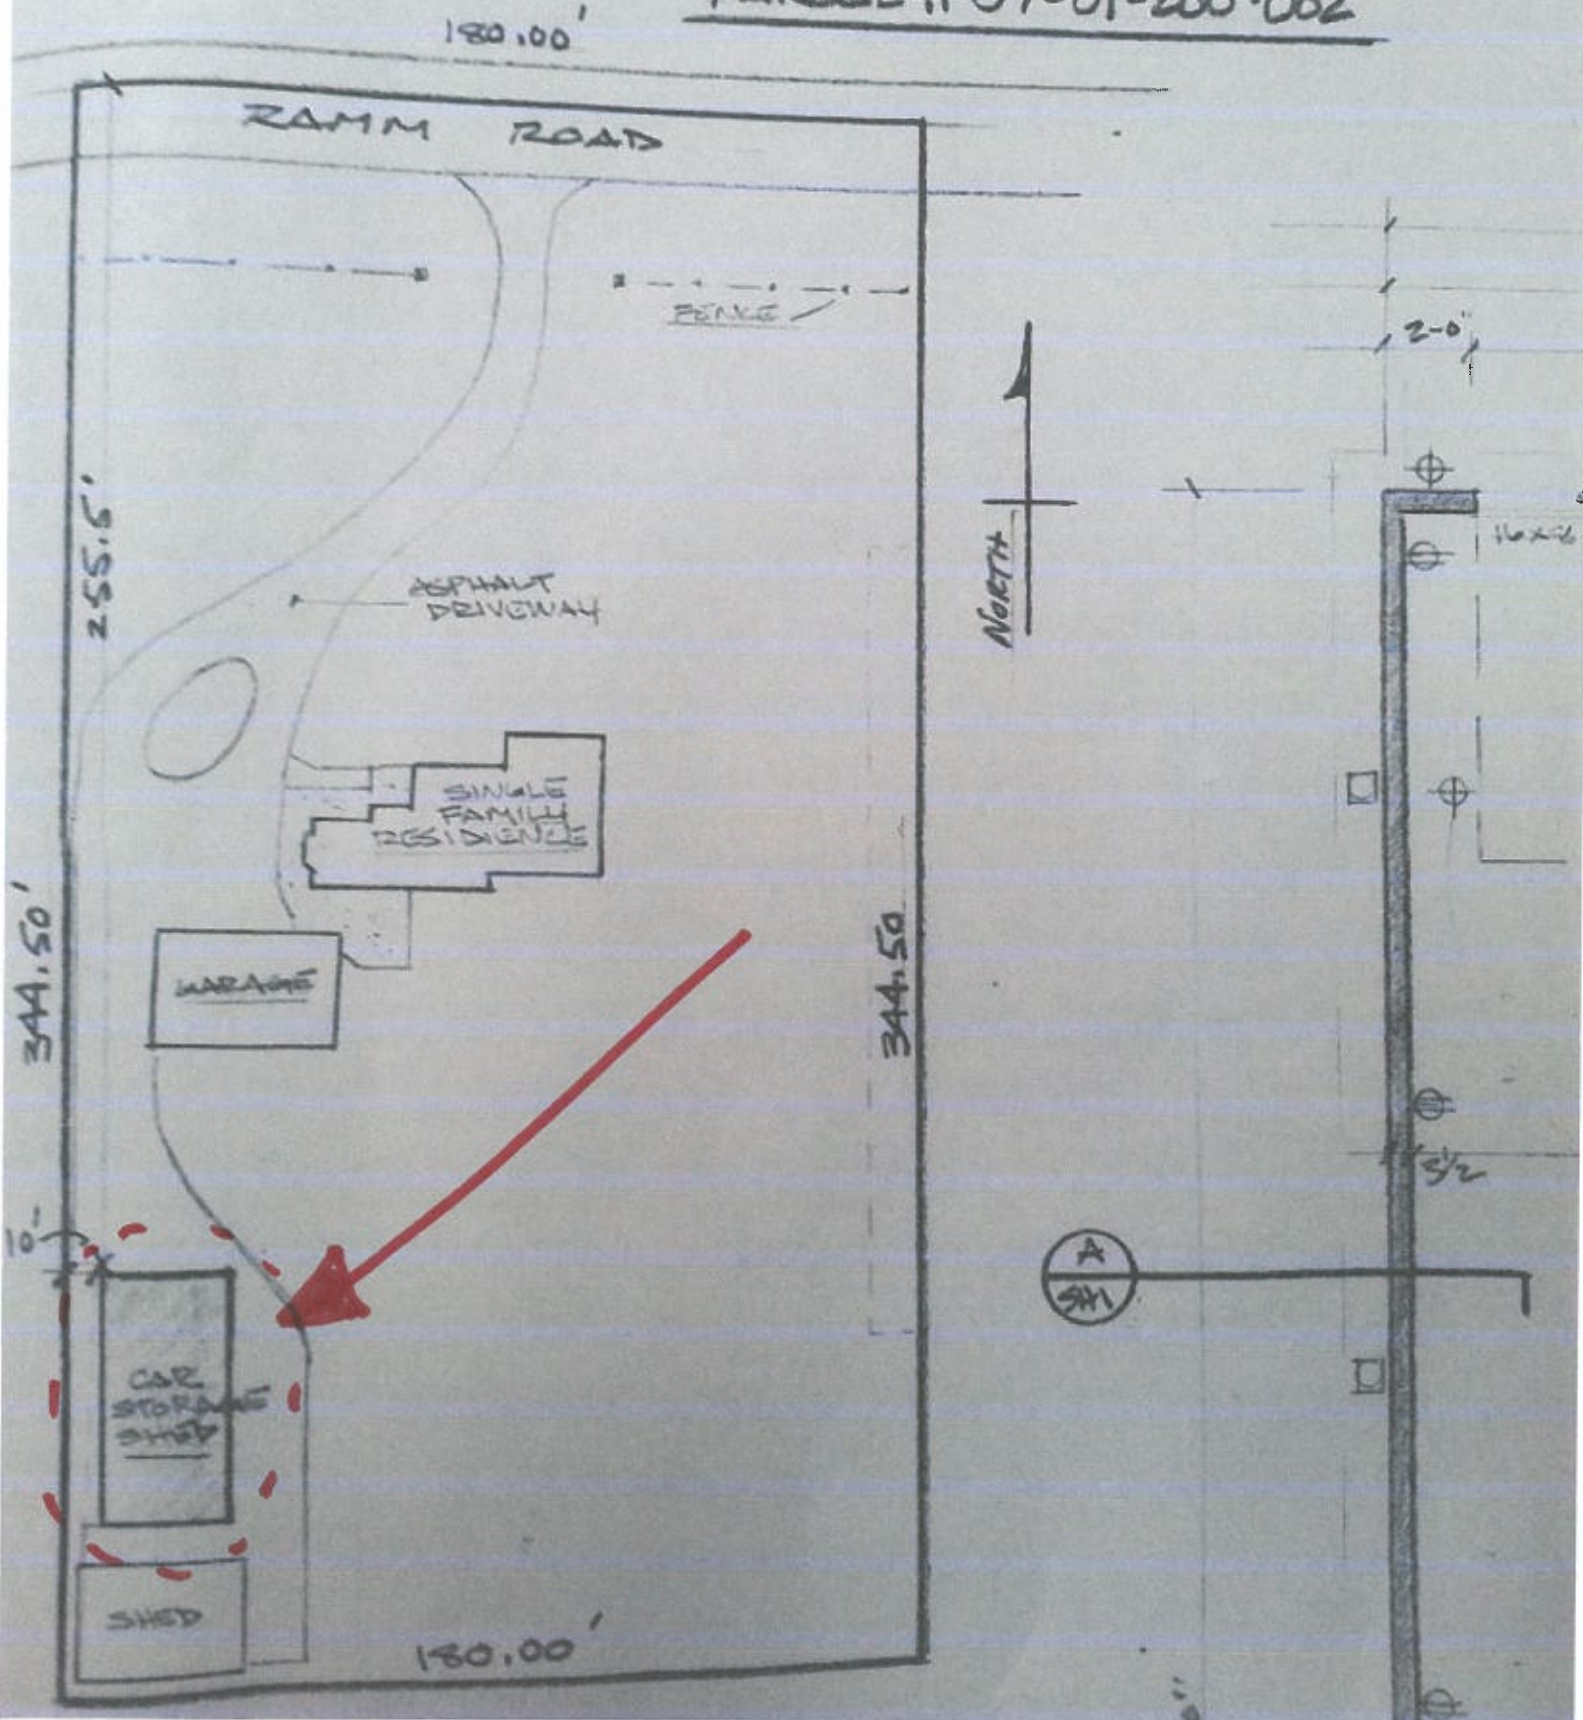 180.00'
RAMM ROAD
FENCE
2-0"
255.5'
NORTH
ASPHALT
DRIVEWAY
SINGLE
FAMILY
RESIDENCE
344.50'
GARAGE
344.50
10'
A
SH1
CAR
STORAGE
SHED
SHED
180.00'